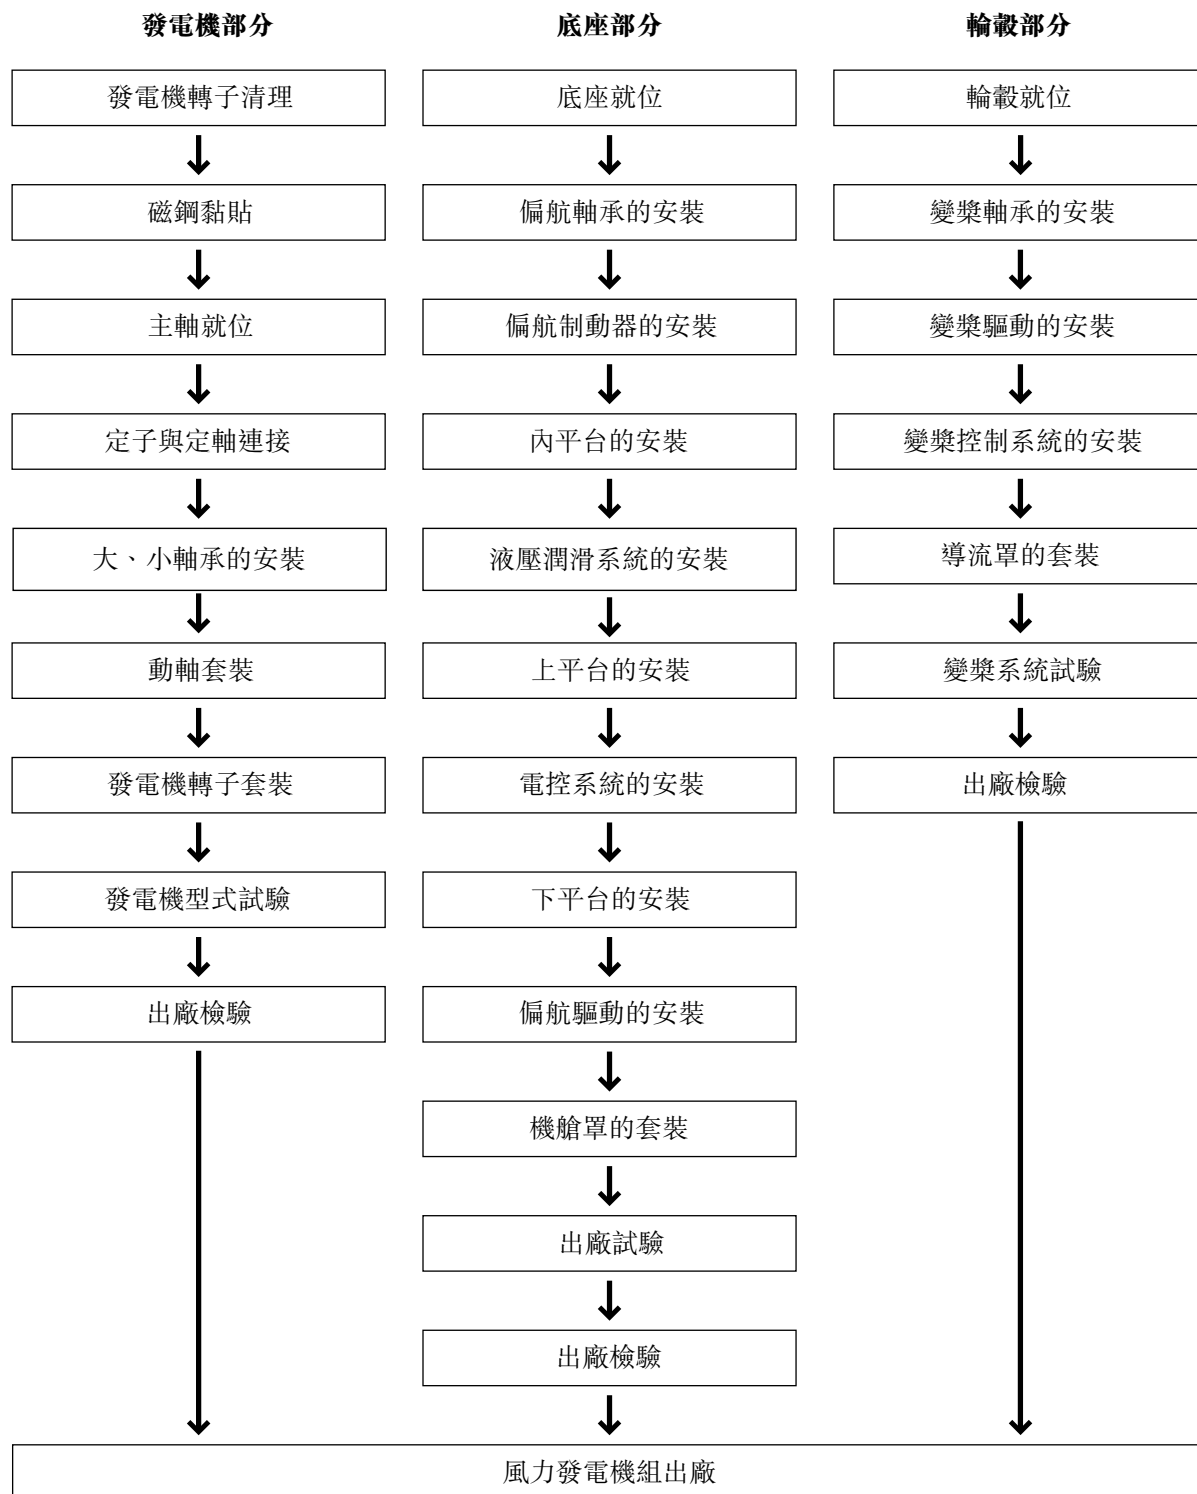 發電機部分
發電機轉子清理
磁鋼黏貼
主軸就位
定子與定軸連接
大、小軸承的安裝
動軸套裝
發電機轉子套裝
發電機型式試驗
出廠檢驗
底座部分
底座就位
偏航軸承的安裝
偏航制動器的安裝
內平台的安裝
液壓潤滑系統的安裝
上平台的安裝
電控系統的安裝
下平台的安裝
偏航驅動的安裝
機艙罩的套裝
出廠試驗
出廠檢驗
輪轂部分
輪轂就位
變槳軸承的安裝
變槳驅動的安裝
變槳控制系統的安裝
導流罩的套裝
變槳系統試驗
出廠檢驗
風力發電機組出廠